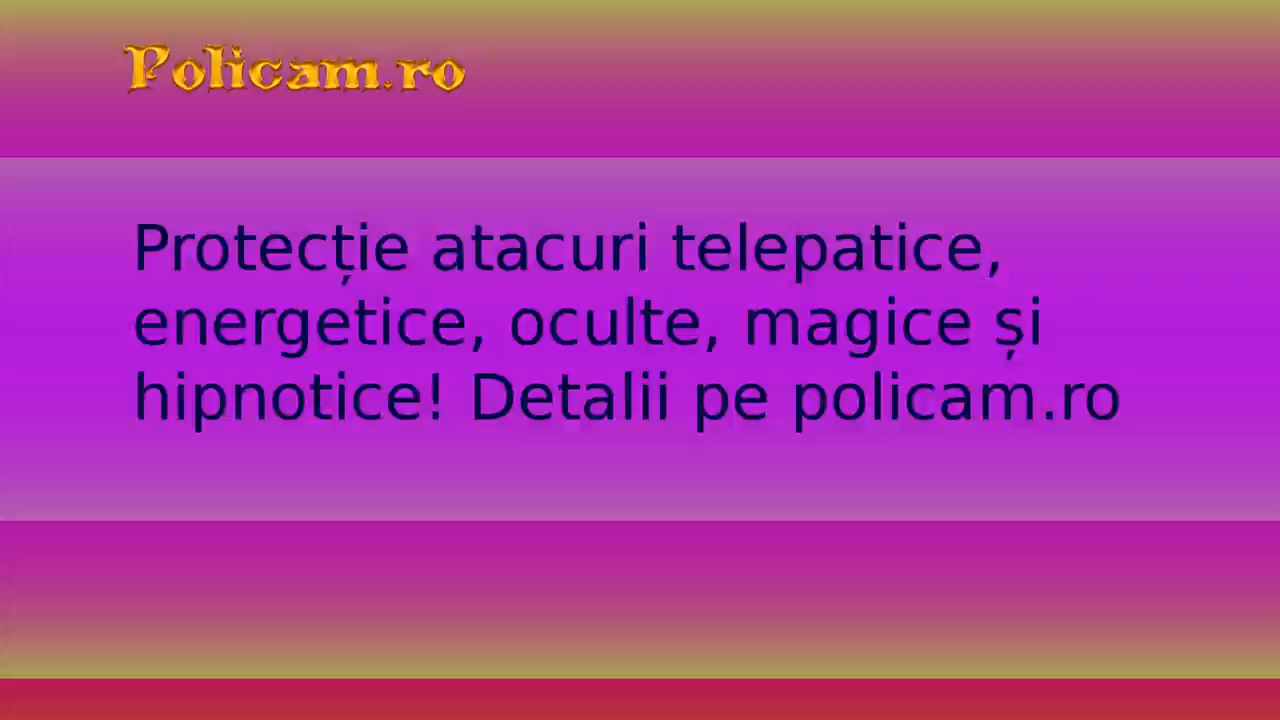 Policam.ro
Protecție atacuri telepatice,
energetice, oculte, magice și
hipnotice! Detalii pe policam.ro